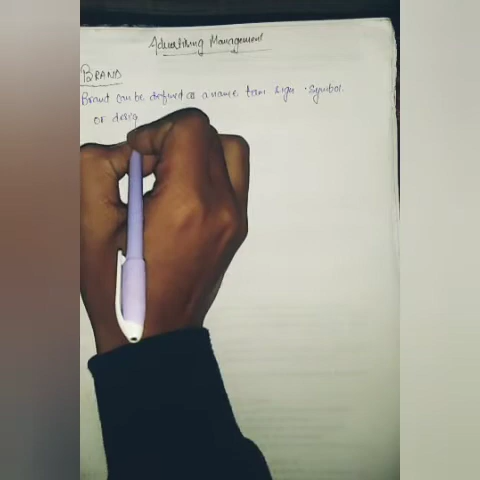 Advertising Management
BRAND
Brand can be defined as a name term sign . Symbol.
or desig